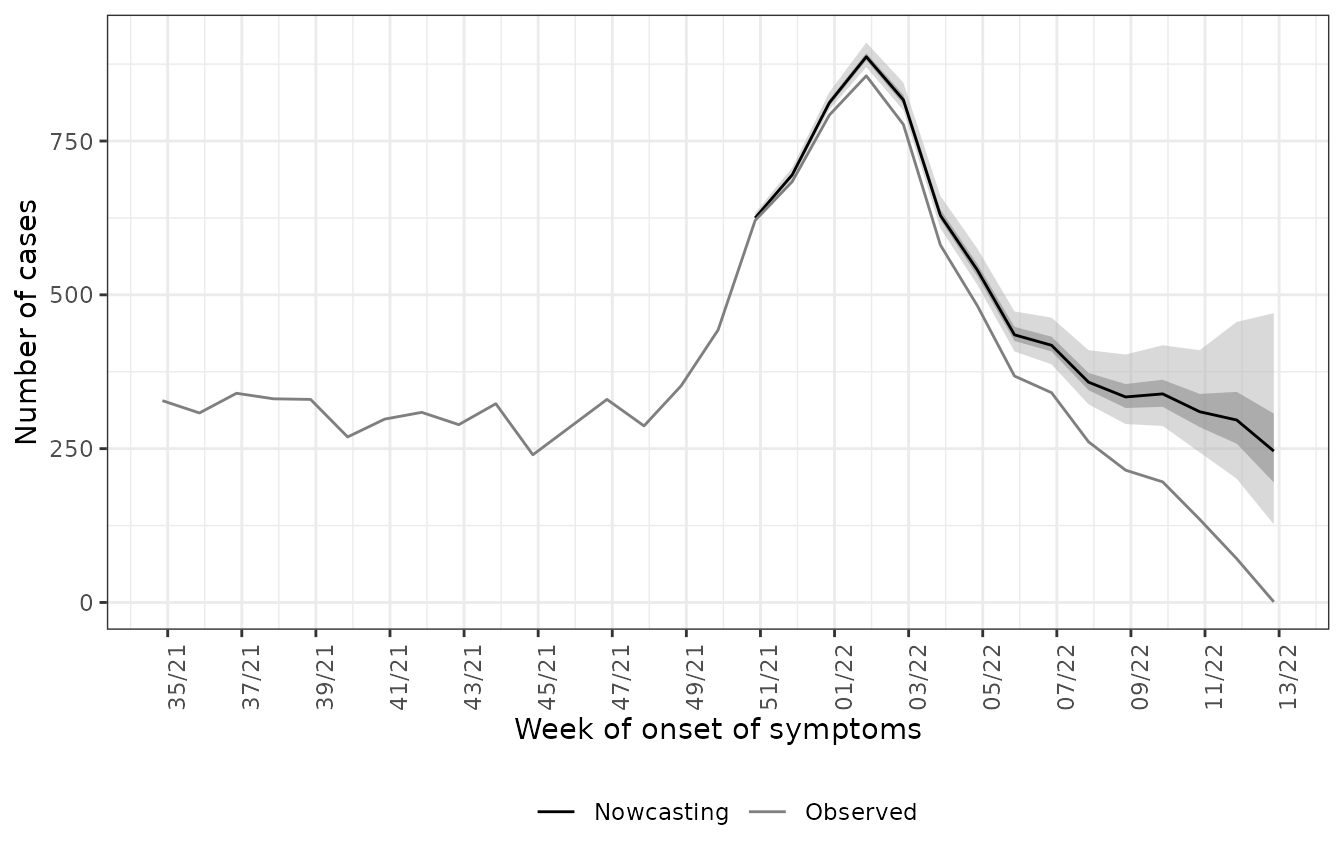 Number of cases
750
500
250
0
35/21 37/21 39/21 41/21 43/21 45/21 47/21 49/21 51/21 01/22 03/22 05/22 07/22 09/22 11/22 13/22
Week of onset of symptoms
Nowcasting Observed